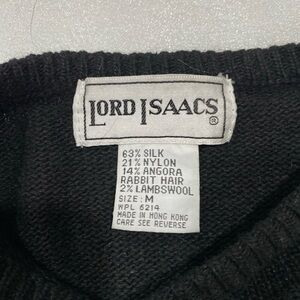 LORD ISAACS
®
63% SILK
21% NYLON
14% ANGORA
RABBIT HAIR
2% LAMBSWOOL
SIZE: M
WPL 6214
MADE IN HONG KONG
CARE SEE REVERSE